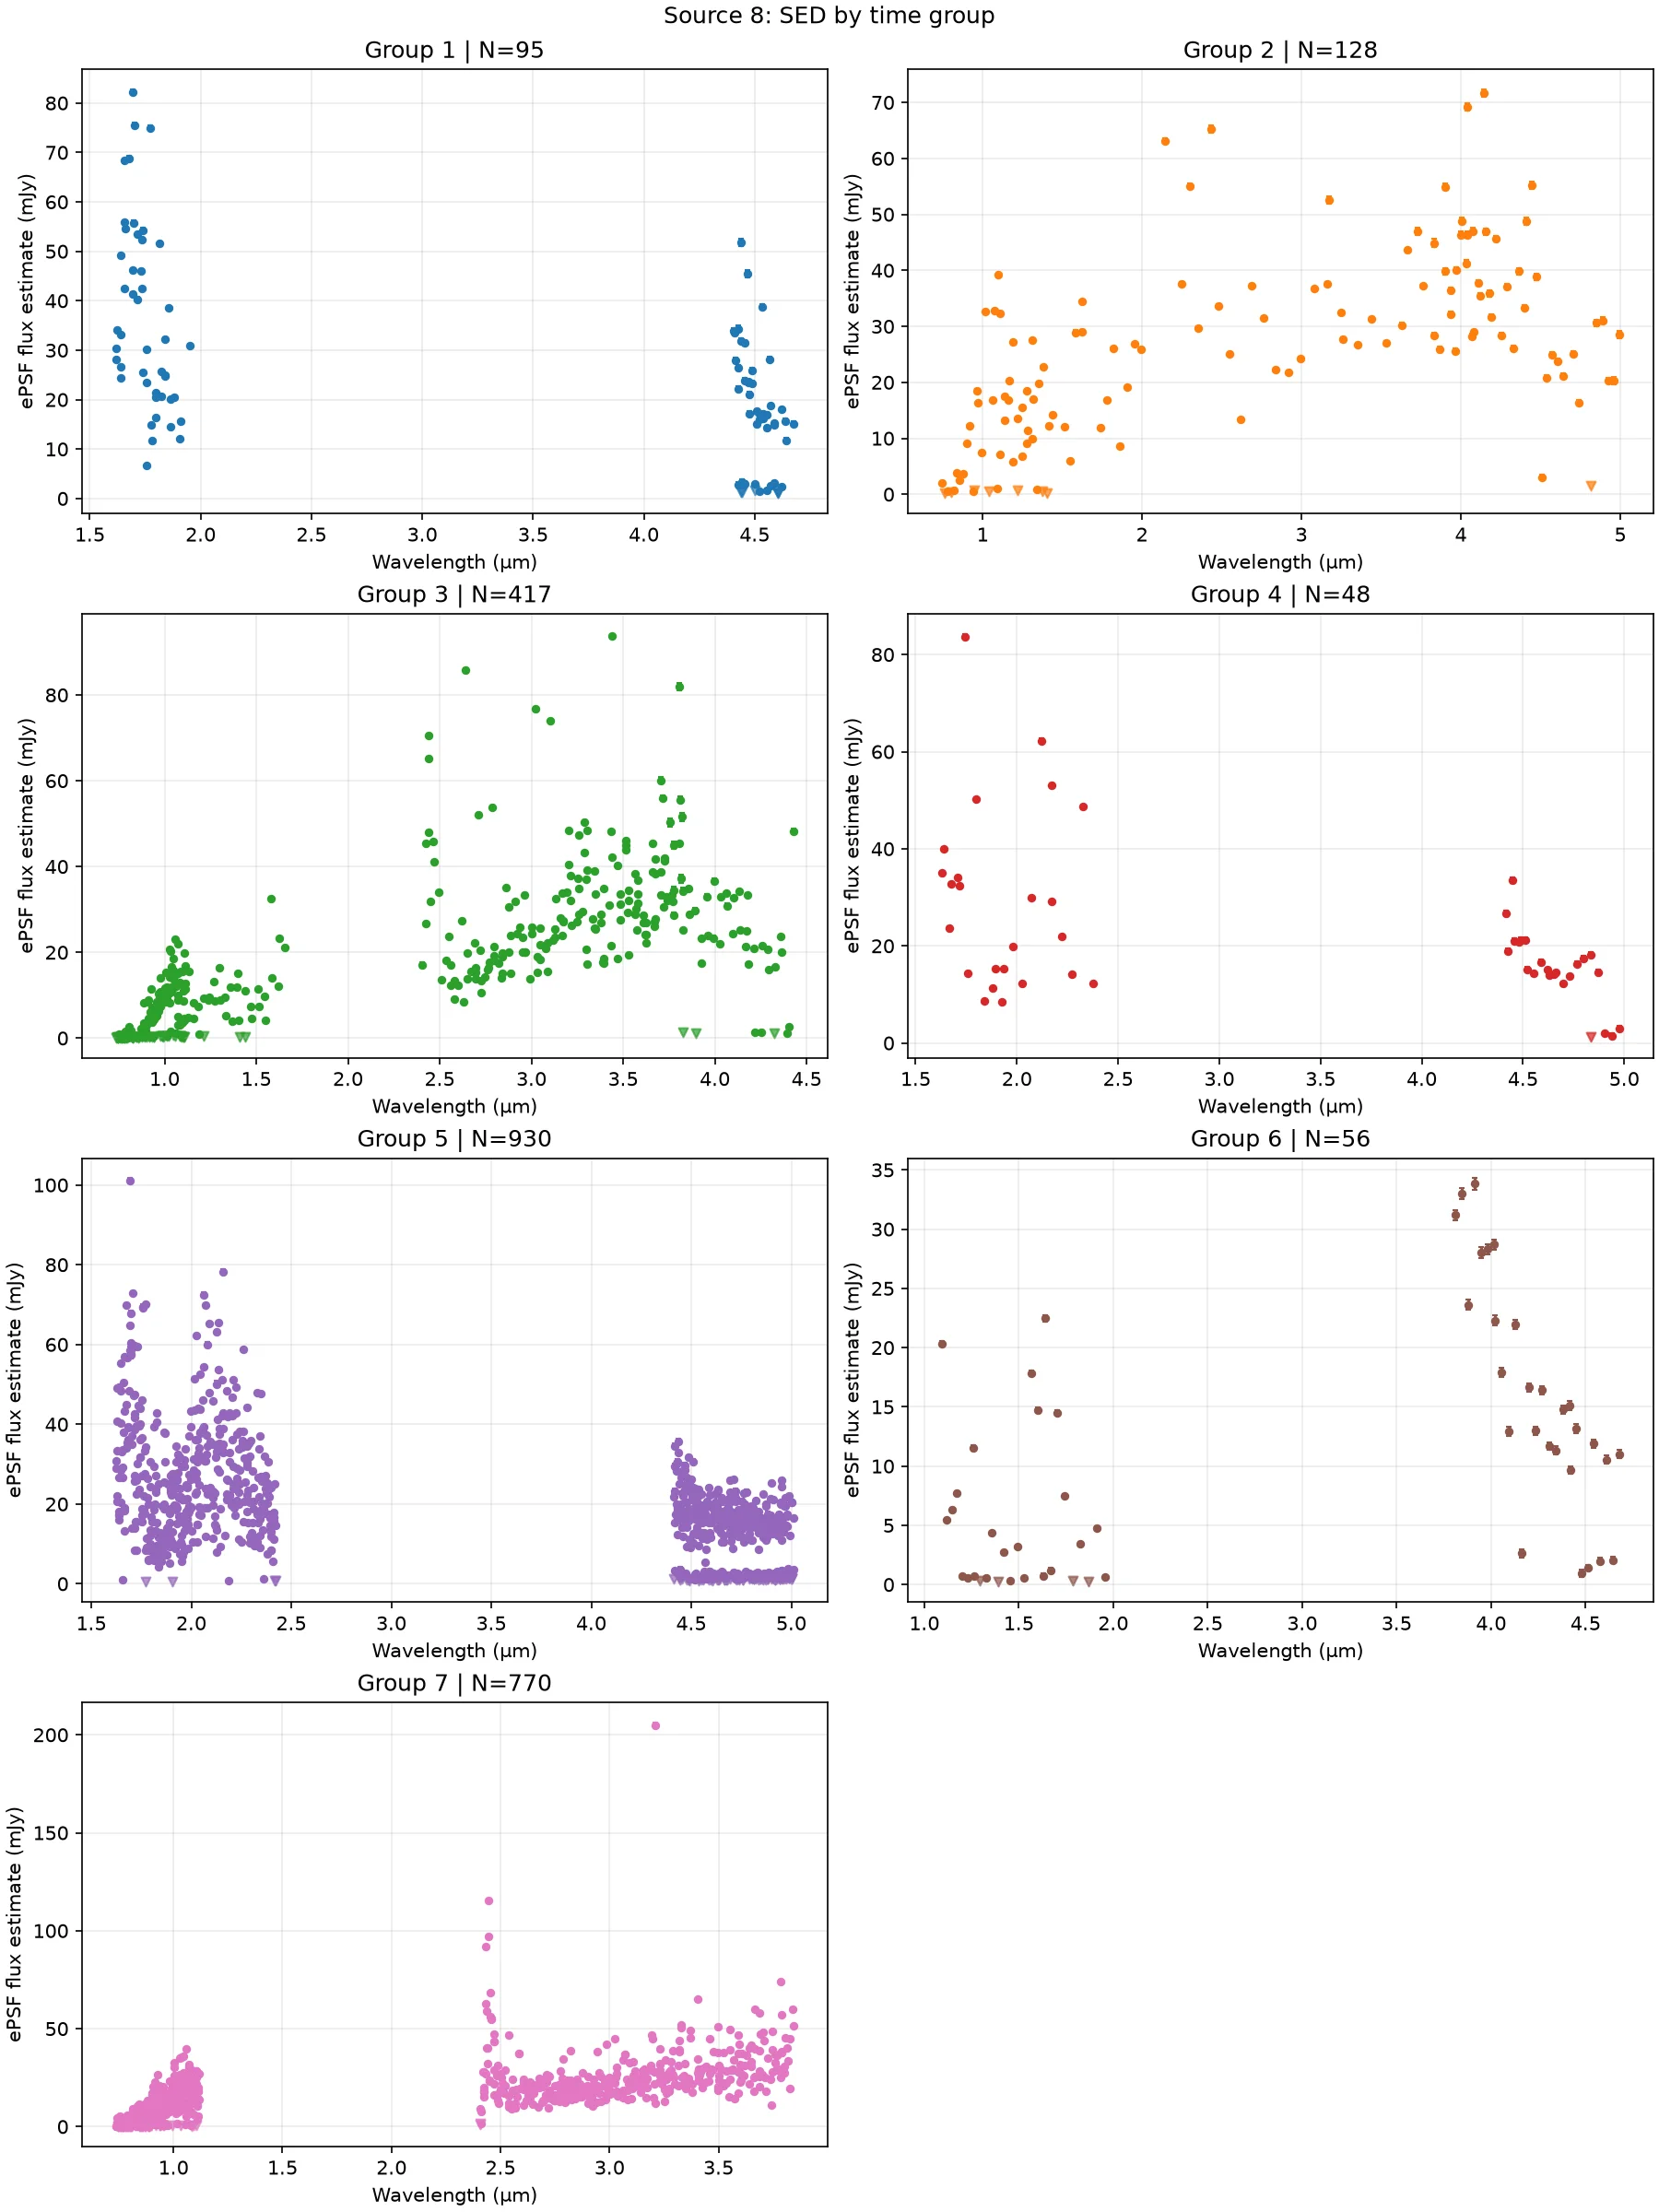 Source 8: SED by time group
Group 1 | N=95
ePSF flux estimate (mJy)
80
70
60
50
40
30
20
10
0
1.5 2.0 2.5 3.0 3.5 4.0 4.5
Wavelength (μm)
Group 2 | N=128
ePSF flux estimate (mJy)
70
60
50
40
30
20
10
0
1 2 3 4 5
Wavelength (μm)
Group 3 | N=417
ePSF flux estimate (mJy)
80
60
40
20
0
1.0 1.5 2.0 2.5 3.0 3.5 4.0 4.5
Wavelength (μm)
Group 4 | N=48
ePSF flux estimate (mJy)
80
60
40
20
0
1.5 2.0 2.5 3.0 3.5 4.0 4.5 5.0
Wavelength (μm)
Group 5 | N=930
ePSF flux estimate (mJy)
100
80
60
40
20
0
1.5 2.0 2.5 3.0 3.5 4.0 4.5 5.0
Wavelength (μm)
Group 6 | N=56
ePSF flux estimate (mJy)
35
30
25
20
15
10
5
0
1.0 1.5 2.0 2.5 3.0 3.5 4.0 4.5
Wavelength (μm)
Group 7 | N=770
ePSF flux estimate (mJy)
200
150
100
50
0
1.0 1.5 2.0 2.5 3.0 3.5
Wavelength (μm)